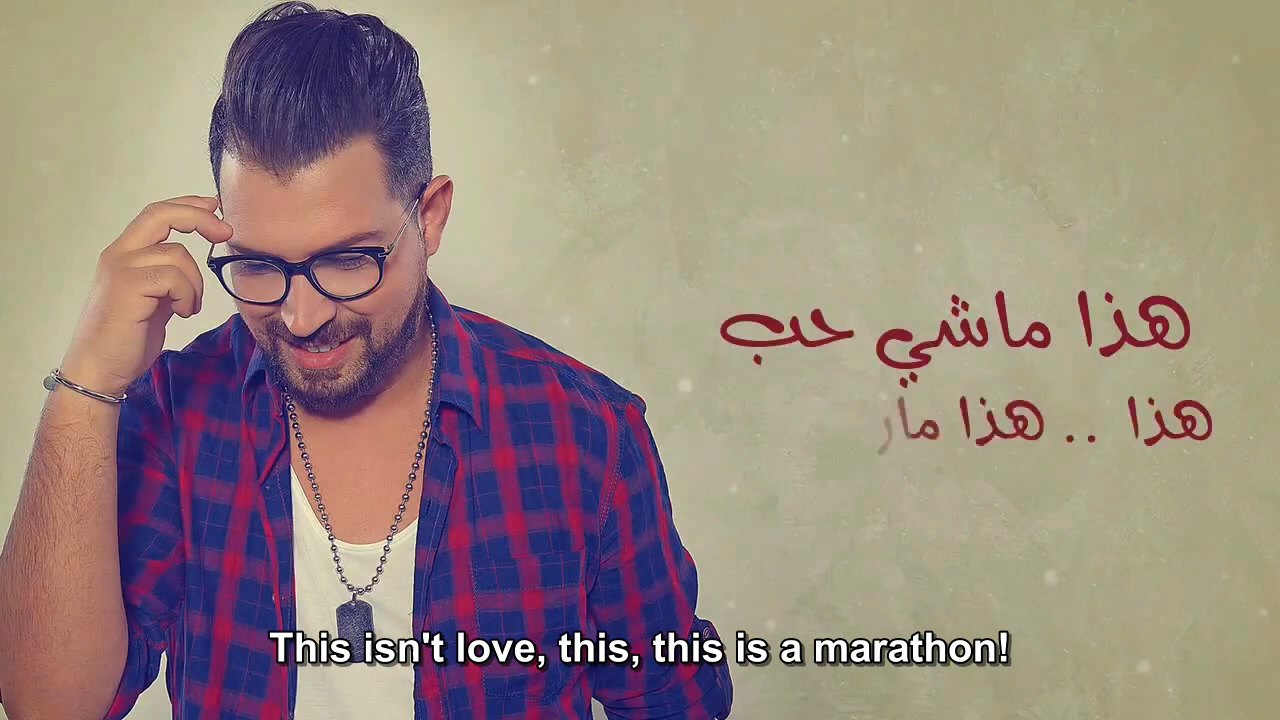 هذا ماشي حب
هذا .. هذا مار
This isn't love, this, this is a marathon!